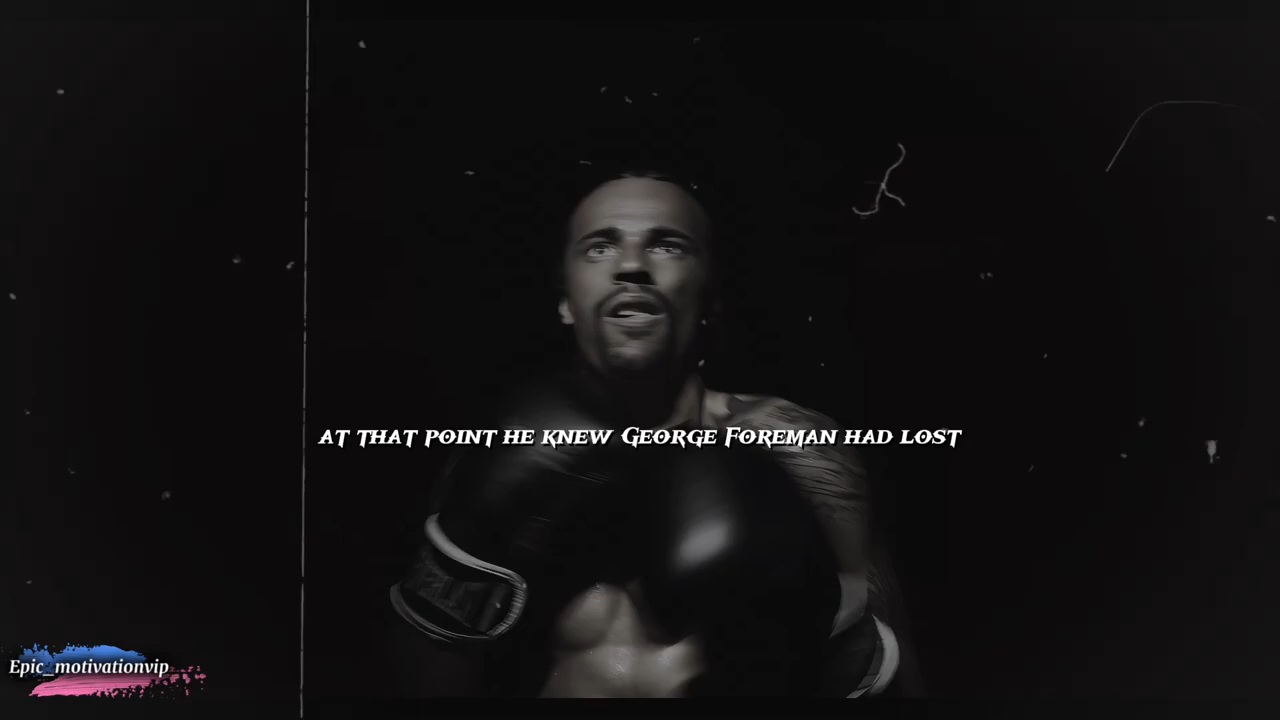 AT THAT POINT HE KNEW GEORGE FOREMAN HAD LOST
Epic_motivationvip